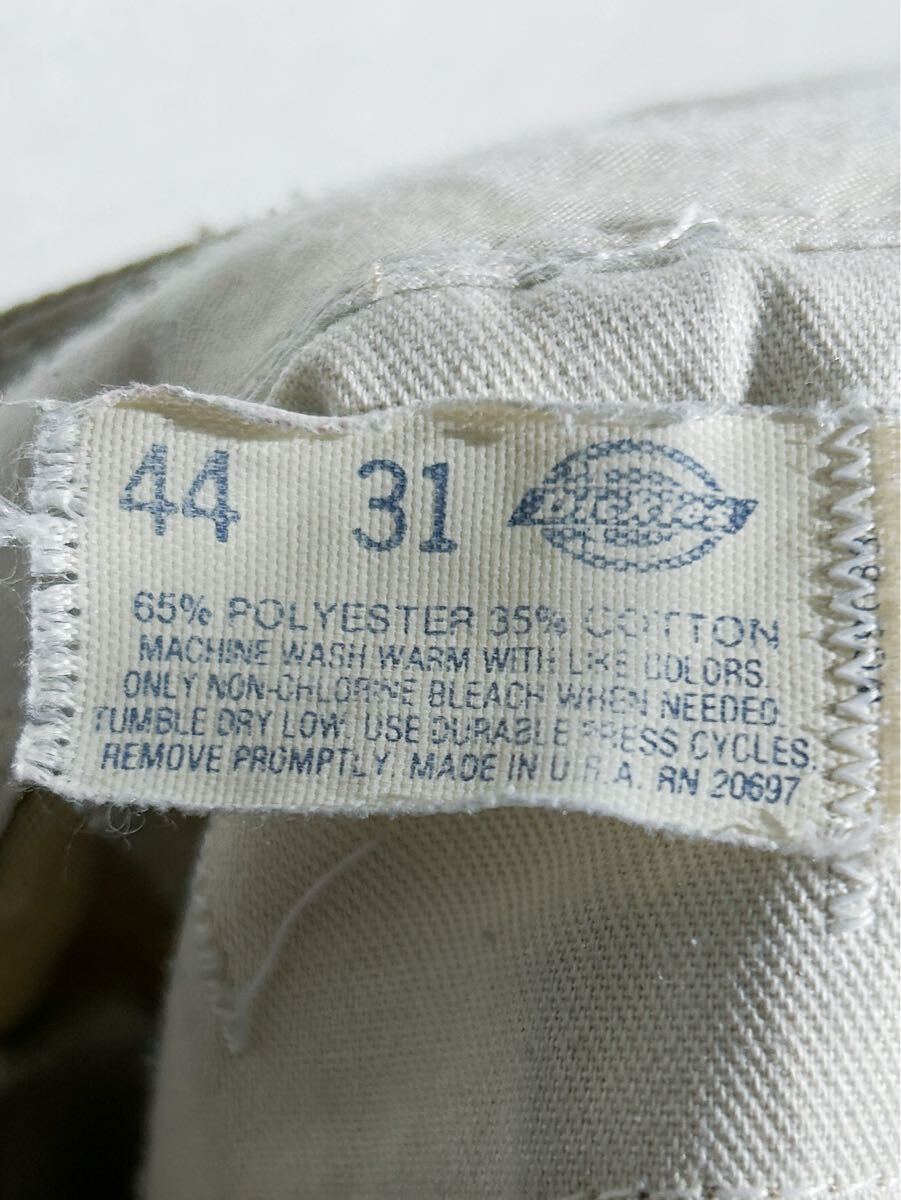 44 31 Dickies
65% POLYESTER 35% COTTON
MACHINE WASH WARM WITH LIKE COLORS.
ONLY NON-CHLORINE BLEACH WHEN NEEDED.
TUMBLE DRY LOW. USE DURABLE PRESS CYCLES.
REMOVE PROMPTLY. MADE IN U.S.A. RN 20697